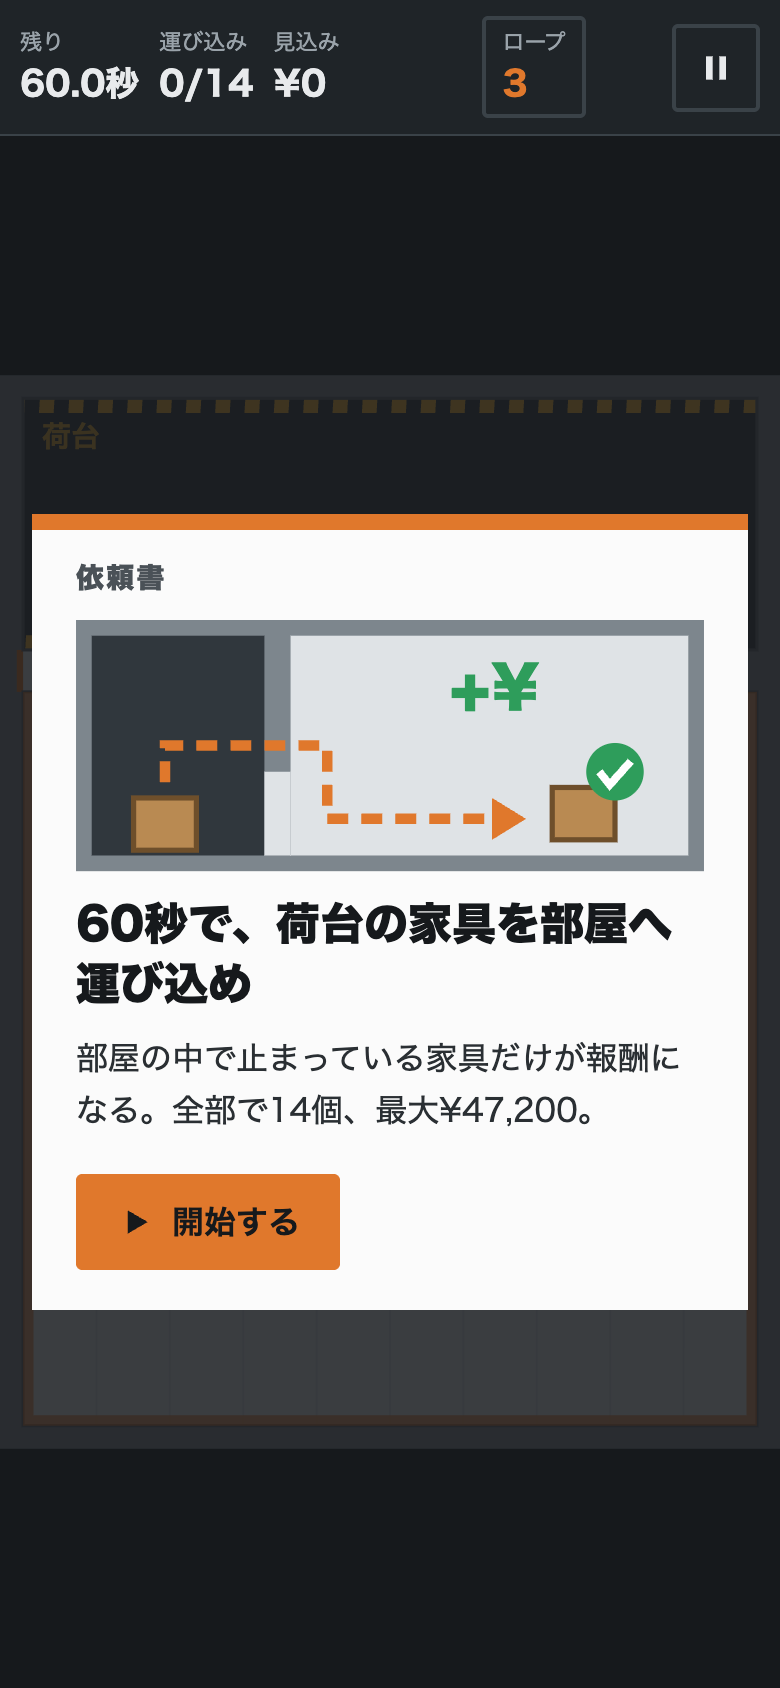 残り 運び込み 見込み ロープ
60.0秒 0/14 ¥0 3
荷台
依頼書
+¥
60秒で、荷台の家具を部屋へ
運び込め
部屋の中で止まっている家具だけが報酬に
なる。全部で14個、最大¥47,200。
開始する